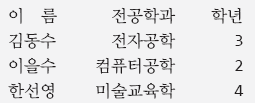 이 름 전공학과 학년
김동수 전자공학 3
이을수 컴퓨터공학 2
한선영 미술교육학 4